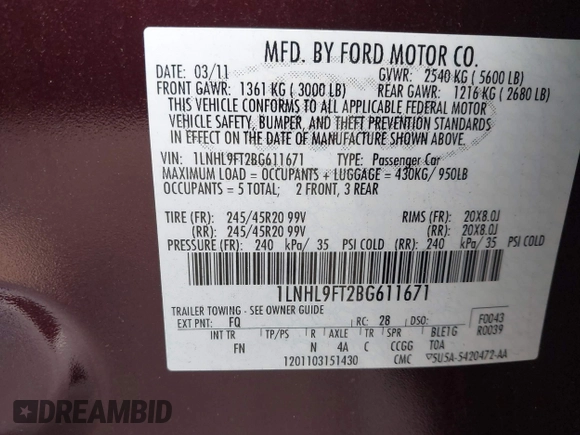 MFD. BY FORD MOTOR CO.
DATE: 03/11 GVWR: 2540 KG ( 5600 LB)
FRONT GAWR: 1361 KG ( 3000 LB) REAR GAWR: 1216 KG ( 2680 LB)
THIS VEHICLE CONFORMS TO ALL APPLICABLE FEDERAL MOTOR
VEHICLE SAFETY, BUMPER, AND THEFT PREVENTION STANDARDS
IN EFFECT ON THE DATE OF MANUFACTURE SHOWN ABOVE.
VIN: 1LNHL9FT2BG611671 TYPE: Passenger Car
MAXIMUM LOAD = OCCUPANTS + LUGGAGE = 430KG/ 950LB
OCCUPANTS = 5 TOTAL; 2 FRONT, 3 REAR
TIRE (FR): 245/45R20 99V RIMS (FR): 20X8.0J
(RR): 245/45R20 99V (RR): 20X8.0J
PRESSURE (FR): 240 kPa/ 35 PSI COLD (RR): 240 kPa/ 35 PSI COLD
1LNHL9FT2BG611671
TRAILER TOWING - SEE OWNER GUIDE F0043
EXT PNT: FQ RC: 28 DSO: R0039
INT TR TP/PS R AXLE TR SPR BLE1G
FN N 4A C CCGG TOA
1201103151430 CMC 5U5A-5420472-AA
DREAMBID